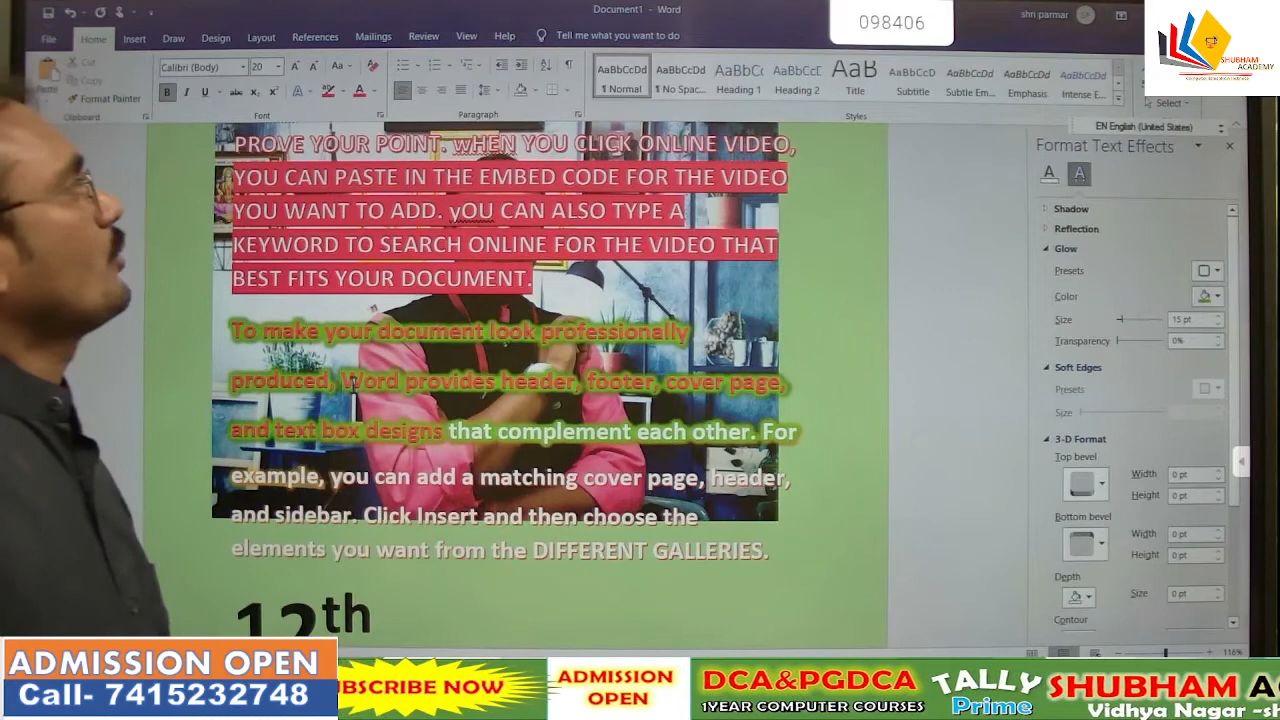 Document1 - Word
shri parmar
098406
SHUBHAM
ACADEMY
File Home Insert Draw Design Layout References Mailings Review View Help Tell me what you want to do
Cut
Copy
Paste
Format Painter
Clipboard
Calibri (Body) 20
Font
Paragraph
AaBbCcDd AaBbCcDd AaBbC( AaBbCcC AaB AaBbCcD AaBbCcDd AaBbCcDd AaBbCcDd
¶ Normal ¶ No Spac... Heading 1 Heading 2 Title Subtitle Subtle Em... Emphasis Intense E...
Styles
Select
EN English (United States)
PROVE YOUR POINT. wHEN YOU CLICK ONLINE VIDEO,
YOU CAN PASTE IN THE EMBED CODE FOR THE VIDEO
YOU WANT TO ADD. yOU CAN ALSO TYPE A
KEYWORD TO SEARCH ONLINE FOR THE VIDEO THAT
BEST FITS YOUR DOCUMENT.
To make your document look professionally
produced, Word provides header, footer, cover page,
and text box designs that complement each other. For
example, you can add a matching cover page, header,
and sidebar. Click Insert and then choose the
elements you want from the DIFFERENT GALLERIES.
12th
Format Text Effects
Shadow
Reflection
Glow
Presets
Color
Size 15 pt
Transparency 0%
Soft Edges
Presets
Size
3-D Format
Top bevel
Width 0 pt
Height 0 pt
Bottom bevel
Width 0 pt
Height 0 pt
Depth
Size 0 pt
Contour
116%
ADMISSION OPEN
Call- 7415232748
UBSCRIBE NOW
ADMISSION
OPEN
DCA&PGDCA
1YEAR COMPUTER COURSES
TALLY
Prime
SHUBHAM A
Vidhya Nagar -sh